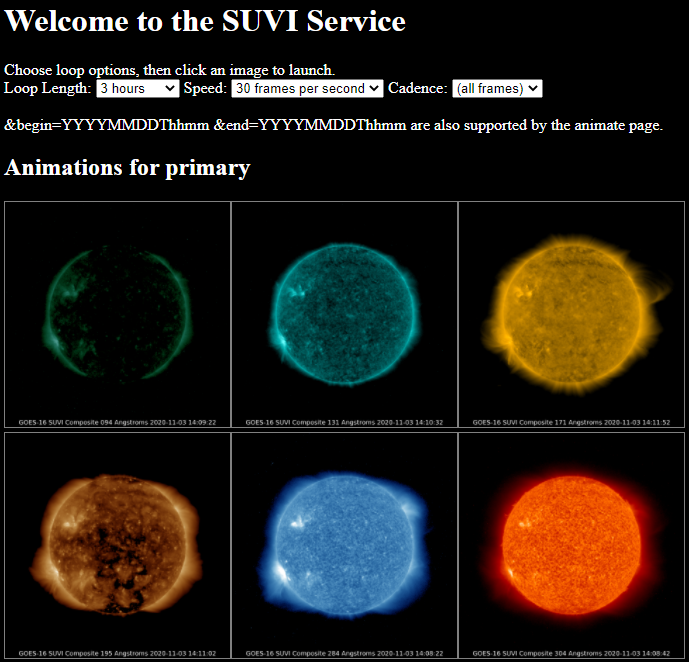 Welcome to the SUVI Service
Choose loop options, then click an image to launch.
Loop Length: 3 hours Speed: 30 frames per second Cadence: (all frames)
&begin=YYYYMMDDThhmm &end=YYYYMMDDThhmm are also supported by the animate page.
Animations for primary
GOES-16 SUVI Composite 094 Angstroms 2020-11-03 14:09:22
GOES-16 SUVI Composite 131 Angstroms 2020-11-03 14:10:32
GOES-16 SUVI Composite 171 Angstroms 2020-11-03 14:11:52
GOES-16 SUVI Composite 195 Angstroms 2020-11-03 14:11:02
GOES-16 SUVI Composite 284 Angstroms 2020-11-03 14:08:22
GOES-16 SUVI Composite 304 Angstroms 2020-11-03 14:08:42